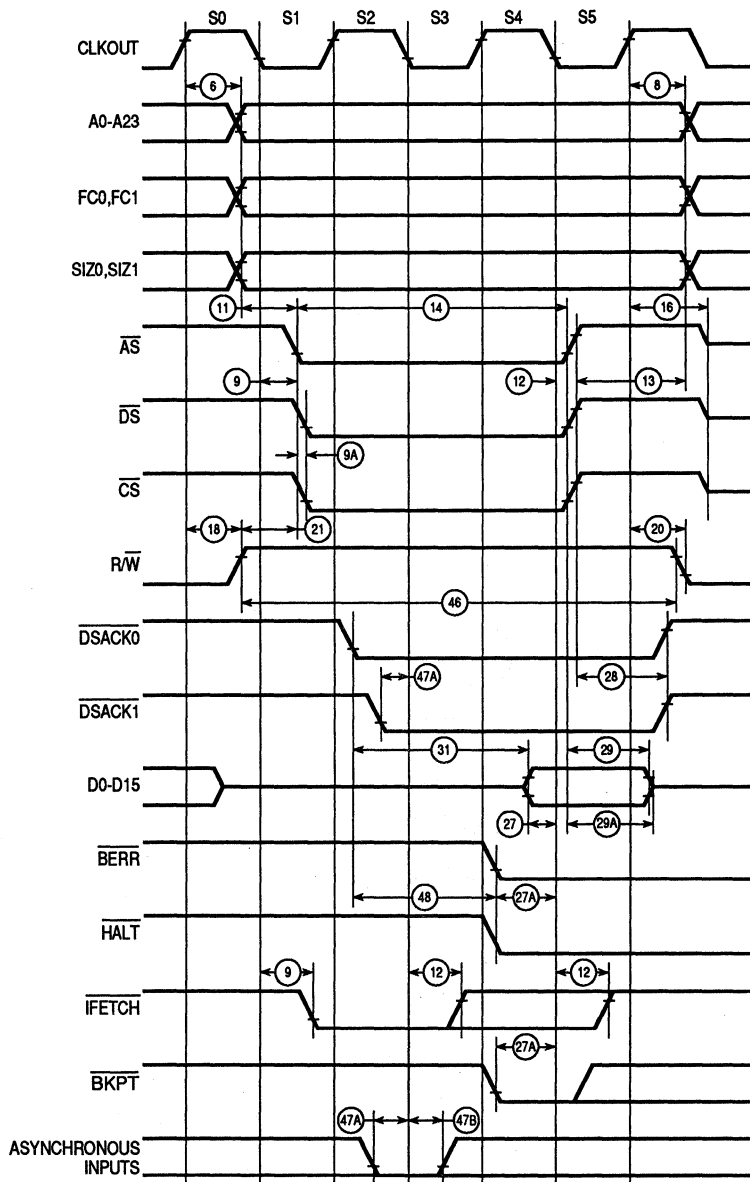 S0 S1 S2 S3 S4 S5
CLKOUT
6 8
A0-A23
FC0,FC1
SIZ0,SIZ1
11 14 16
AS
9 12 13
DS
9A
CS
18 21 20
R/W
46
DSACK0
47A 28
DSACK1
31 29
D0-D15
27 29A
BERR
48 27A
HALT
9 12 12
IFETCH
27A
BKPT
47A 47B
ASYNCHRONOUS
INPUTS